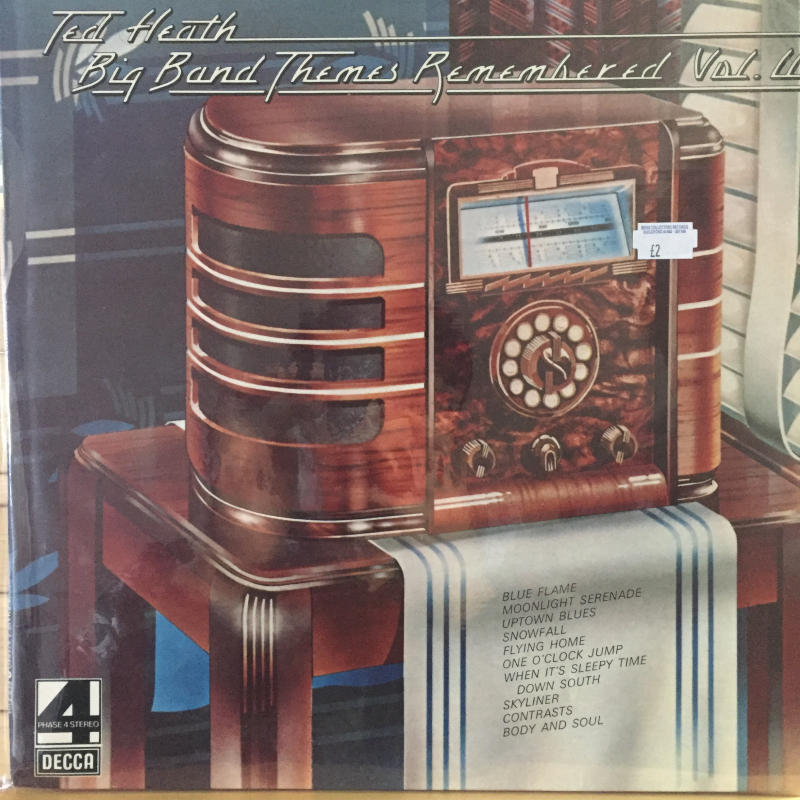 Ted Heath
Big Band Themes Remembered Vol. II
£2
BLUE FLAME
MOONLIGHT SERENADE
UPTOWN BLUES
SNOWFALL
FLYING HOME
ONE O'CLOCK JUMP
WHEN IT'S SLEEPY TIME
DOWN SOUTH
SKYLINER
CONTRASTS
BODY AND SOUL
4
PHASE 4 STEREO
DECCA